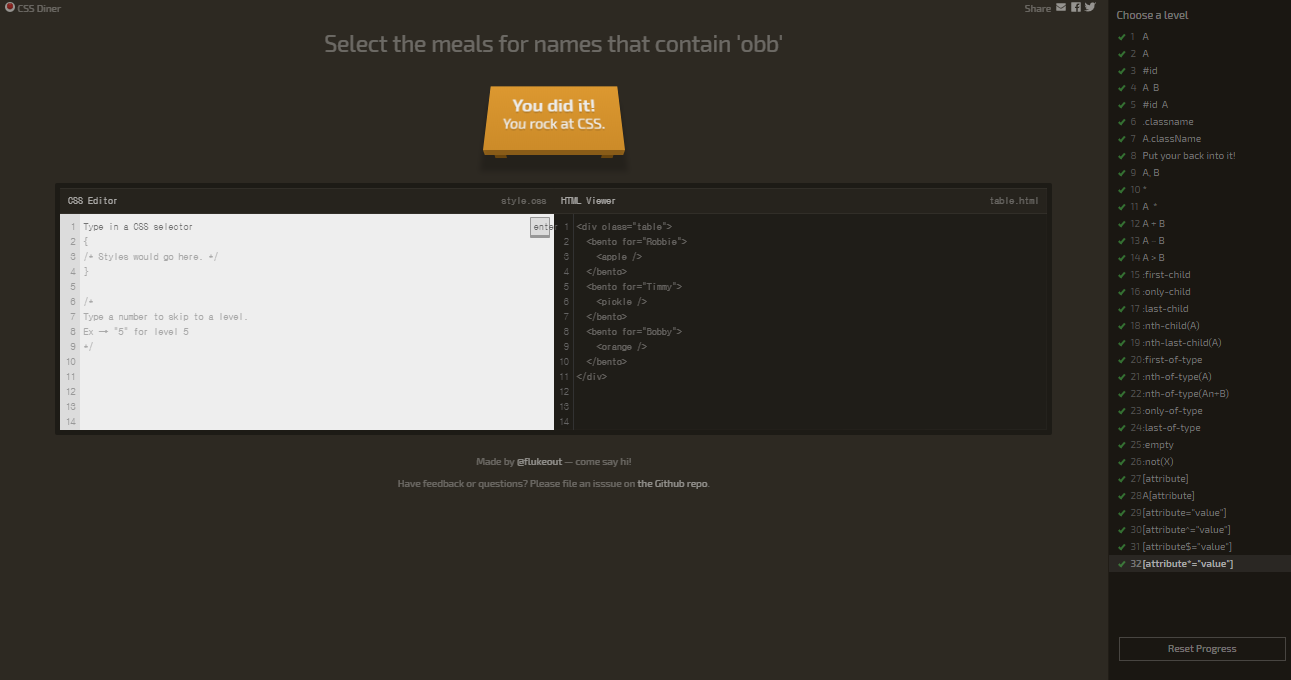 CSS Diner
Share
Select the meals for names that contain 'obb'
You did it!
You rock at CSS.
CSS Editor style.css
1 Type in a CSS selector
enter
2 {
3 /* Styles would go here. */
4 }
5
6 /*
7 Type a number to skip to a level.
8 Ex → "5" for level 5
9 */
10
11
12
13
14
HTML Viewer table.html
1 <div class="table">
2 <bento for="Robbie">
3 <apple />
4 </bento>
5 <bento for="Timmy">
6 <pickle />
7 </bento>
8 <bento for="Bobby">
9 <orange />
10 </bento>
11 </div>
12
13
14
Made by @flukeout — come say hi!
Have feedback or questions? Please file an isssue on the Github repo.
Choose a level
1 A
2 A
3 #id
4 A B
5 #id A
6 .classname
7 A.className
8 Put your back into it!
9 A, B
10 *
11 A *
12 A + B
13 A ~ B
14 A > B
15 :first-child
16 :only-child
17 :last-child
18 :nth-child(A)
19 :nth-last-child(A)
20 :first-of-type
21 :nth-of-type(A)
22 :nth-of-type(An+B)
23 :only-of-type
24 :last-of-type
25 :empty
26 :not(X)
27 [attribute]
28 A[attribute]
29 [attribute="value"]
30 [attribute^="value"]
31 [attribute$="value"]
32 [attribute*="value"]
Reset Progress